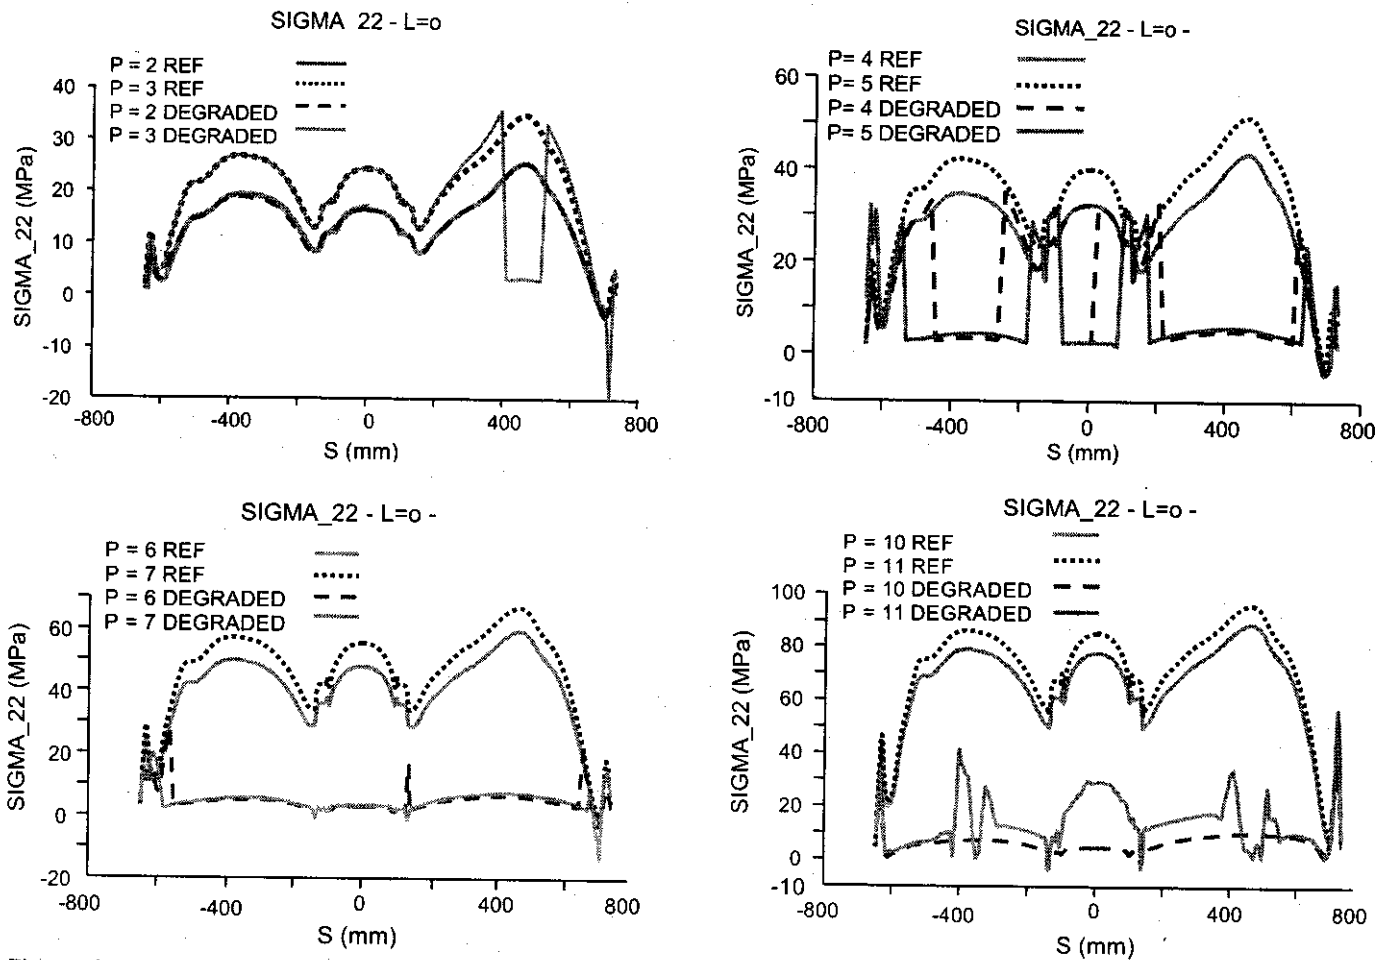 SIGMA 22 - L=o
P = 2 REF
P = 3 REF
P = 2 DEGRADED
P = 3 DEGRADED
SIGMA_22 (MPa)
40
30
20
10
0
-10
-20
-800
-400
0
400
800
S (mm)
SIGMA_22 - L=o -
P= 4 REF
P= 5 REF
P= 4 DEGRADED
P= 5 DEGRADED
SIGMA_22 (MPa)
60
40
20
0
-10
-800
-400
0
400
800
S (mm)
SIGMA_22 - L=o -
P = 6 REF
P = 7 REF
P = 6 DEGRADED
P = 7 DEGRADED
SIGMA_22 (MPa)
60
40
20
0
-20
-800
-400
0
400
800
S (mm)
SIGMA_22 - L=o -
P = 10 REF
P = 11 REF
P = 10 DEGRADED
P = 11 DEGRADED
SIGMA_22 (MPa)
100
80
60
40
20
0
-10
-800
-400
0
400
800
S (mm)